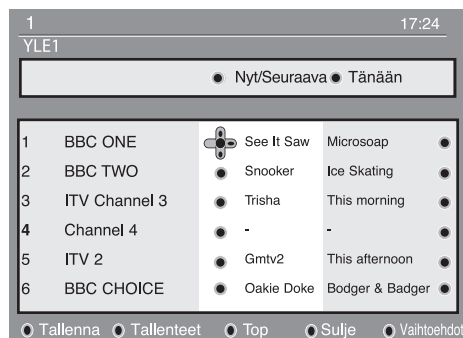 1 17:24
YLE1
Nyt/Seuraava Tänään
1 BBC ONE See It Saw Microsoap
2 BBC TWO Snooker Ice Skating
3 ITV Channel 3 Trisha This morning
4 Channel 4 - -
5 ITV 2 Gmtv2 This afternoon
6 BBC CHOICE Oakie Doke Bodger & Badger
Tallenna Tallenteet Top Sulje Vaihtoehdot